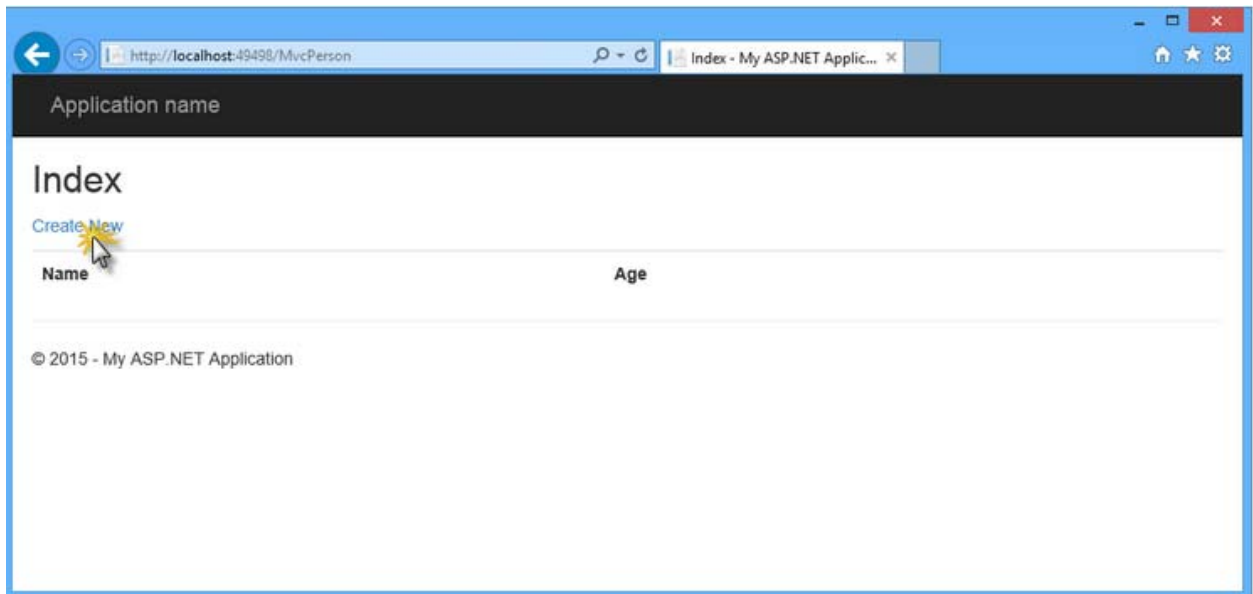 http://localhost:49498/MvcPerson
Index - My ASP.NET Applic...
Application name
Index
Create New
Name Age
© 2015 - My ASP.NET Application